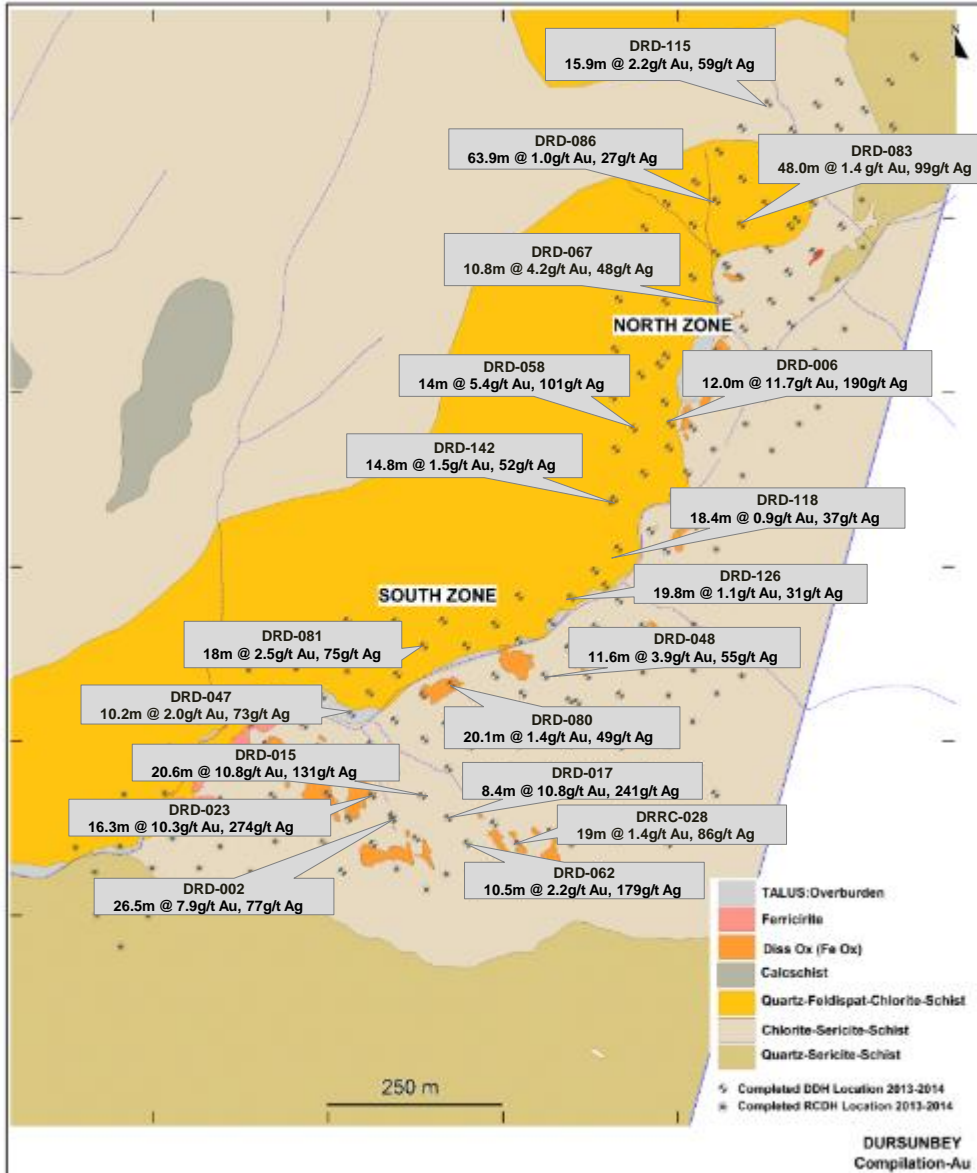 N
DRD-115
15.9m @ 2.2g/t Au, 59g/t Ag
DRD-086
63.9m @ 1.0g/t Au, 27g/t Ag
DRD-083
48.0m @ 1.4 g/t Au, 99g/t Ag
DRD-067
10.8m @ 4.2g/t Au, 48g/t Ag
NORTH ZONE
DRD-058
14m @ 5.4g/t Au, 101g/t Ag
DRD-006
12.0m @ 11.7g/t Au, 190g/t Ag
DRD-142
14.8m @ 1.5g/t Au, 52g/t Ag
DRD-118
18.4m @ 0.9g/t Au, 37g/t Ag
DRD-126
19.8m @ 1.1g/t Au, 31g/t Ag
SOUTH ZONE
DRD-081
18m @ 2.5g/t Au, 75g/t Ag
DRD-048
11.6m @ 3.9g/t Au, 55g/t Ag
DRD-047
10.2m @ 2.0g/t Au, 73g/t Ag
DRD-080
20.1m @ 1.4g/t Au, 49g/t Ag
DRD-015
20.6m @ 10.8g/t Au, 131g/t Ag
DRD-017
8.4m @ 10.8g/t Au, 241g/t Ag
DRD-023
16.3m @ 10.3g/t Au, 274g/t Ag
DRRC-028
19m @ 1.4g/t Au, 86g/t Ag
DRD-002
26.5m @ 7.9g/t Au, 77g/t Ag
DRD-062
10.5m @ 2.2g/t Au, 179g/t Ag
TALUS:Overburden
Ferricirite
Diss Ox (Fe Ox)
Calcschist
Quartz-Feldispat-Chlorite-Schist
Chlorite-Sericite-Schist
Quartz-Sericite-Schist
250 m
Completed DDH Location 2013-2014
Completed RCDH Location 2013-2014
DURSUNBEY
Compilation-Au